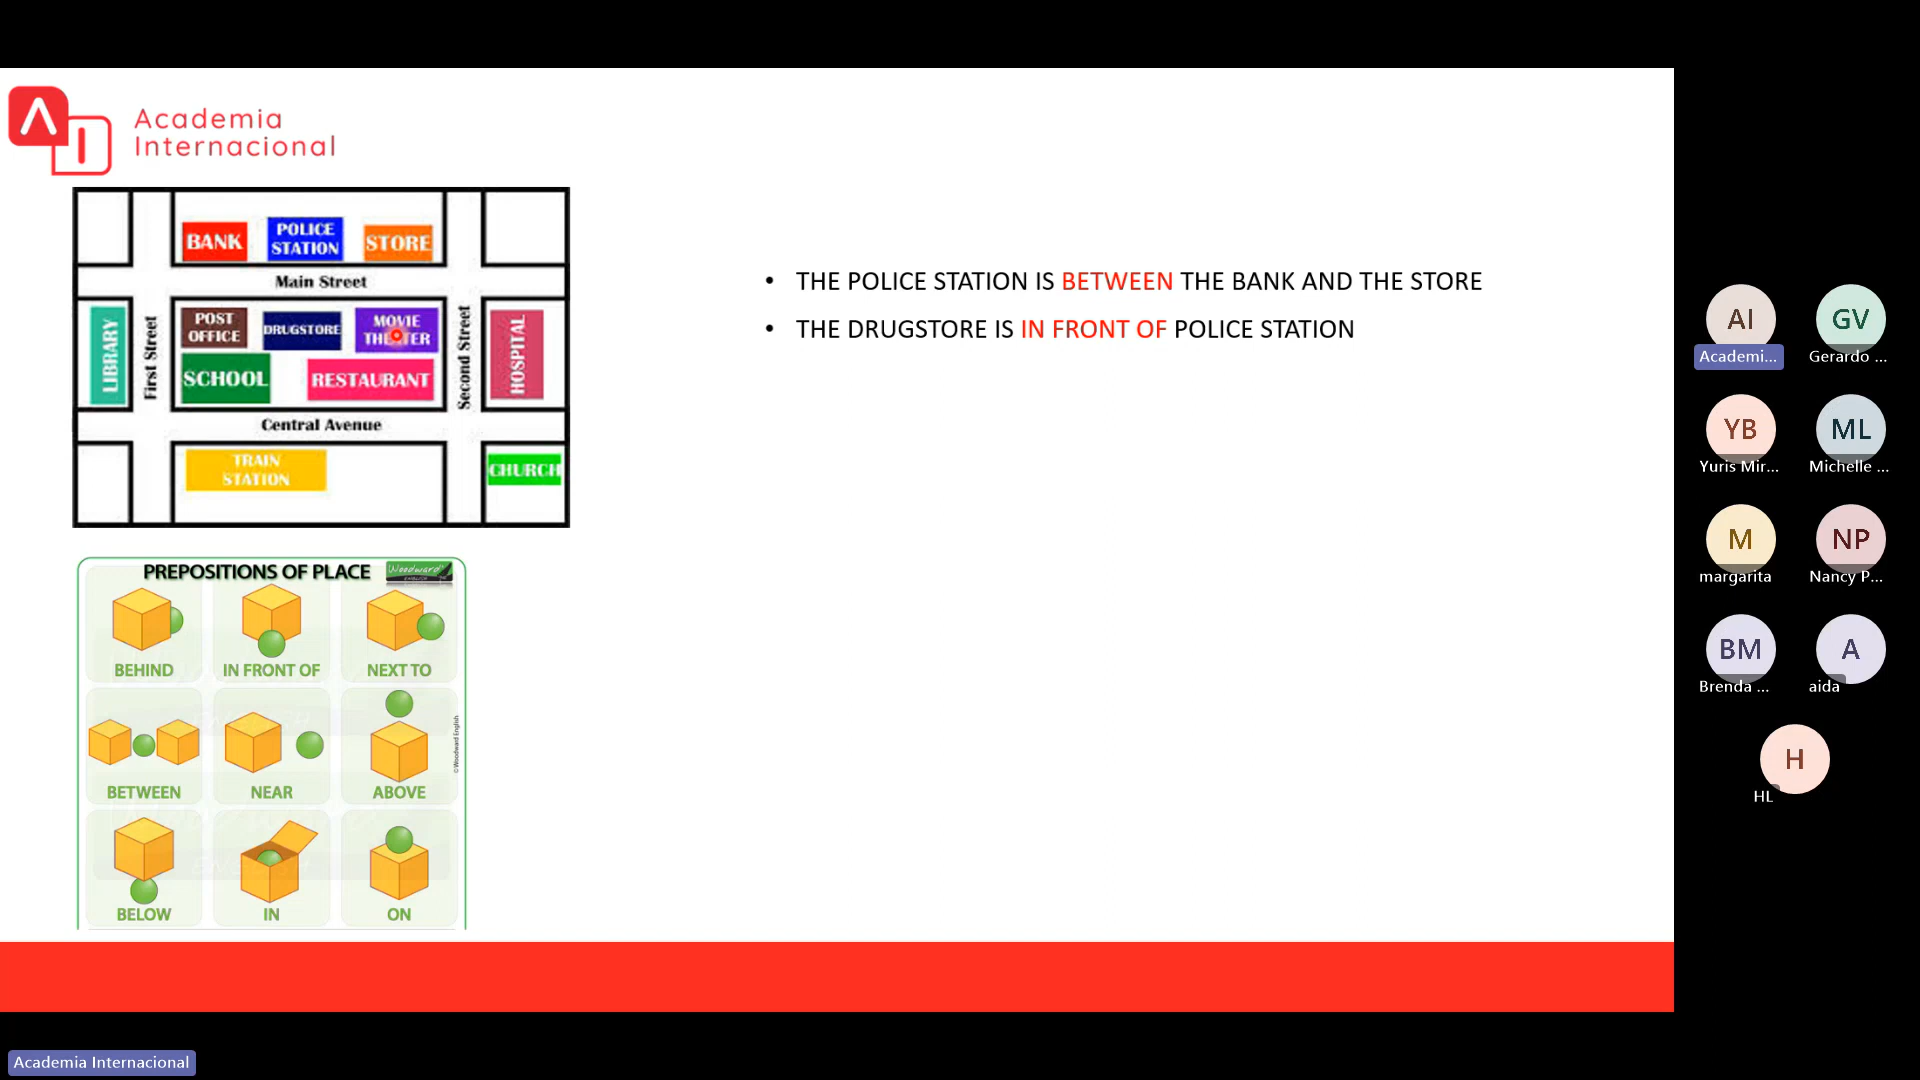 Academia
Internacional
BANK
POLICE
STATION
STORE
Main Street
LIBRARY
First Street
POST
OFFICE
DRUGSTORE
MOVIE
THEATER
SCHOOL
RESTAURANT
Second Street
HOSPITAL
Central Avenue
TRAIN
STATION
CHURCH
• THE POLICE STATION IS BETWEEN THE BANK AND THE STORE
• THE DRUGSTORE IS IN FRONT OF POLICE STATION
PREPOSITIONS OF PLACE
Woodward
ENGLISH
BEHIND
IN FRONT OF
NEXT TO
BETWEEN
NEAR
ABOVE
© Woodward English
BELOW
IN
ON
AI
Academi...
GV
Gerardo ...
YB
Yuris Mir...
ML
Michelle ...
M
margarita
NP
Nancy P...
BM
Brenda ...
A
aida
H
HL
Academia Internacional